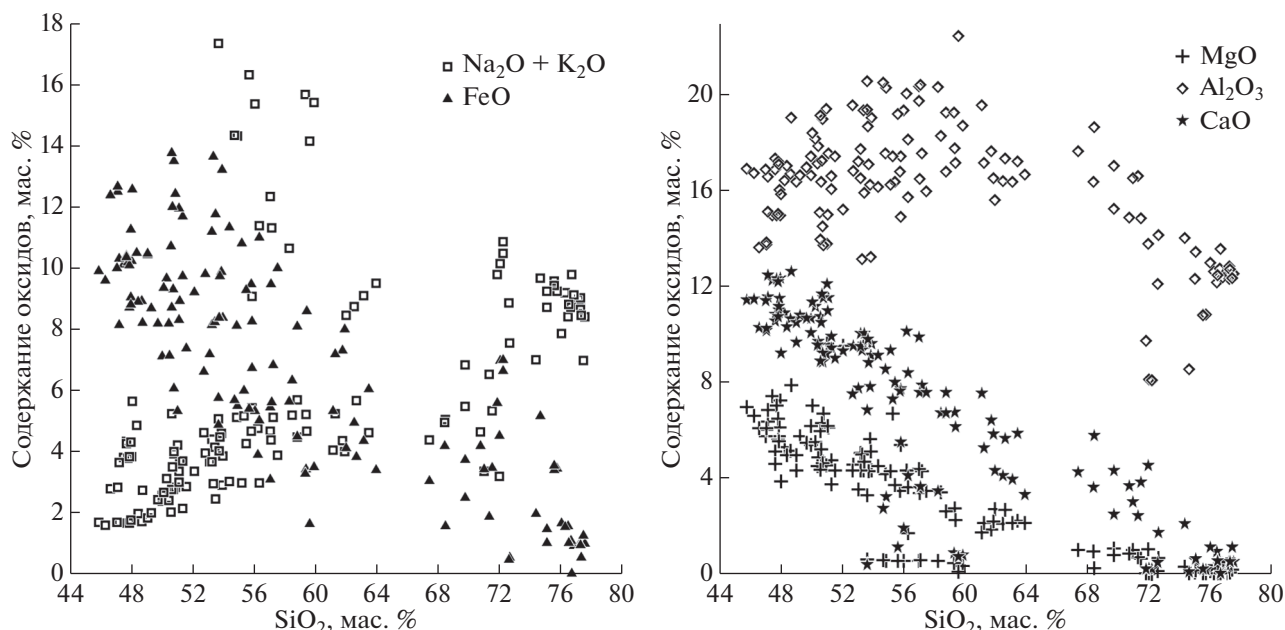 18
16
14
12
10
8
6
4
2
0
Содержание оксидов, мас. %
Na₂O + K₂O
FeO
44 48 52 56 60 64 68 72 76 80
SiO₂, мас. %
20
16
12
8
4
0
Содержание оксидов, мас. %
MgO
Al₂O₃
CaO
44 48 52 56 60 64 68 72 76 80
SiO₂, мас. %